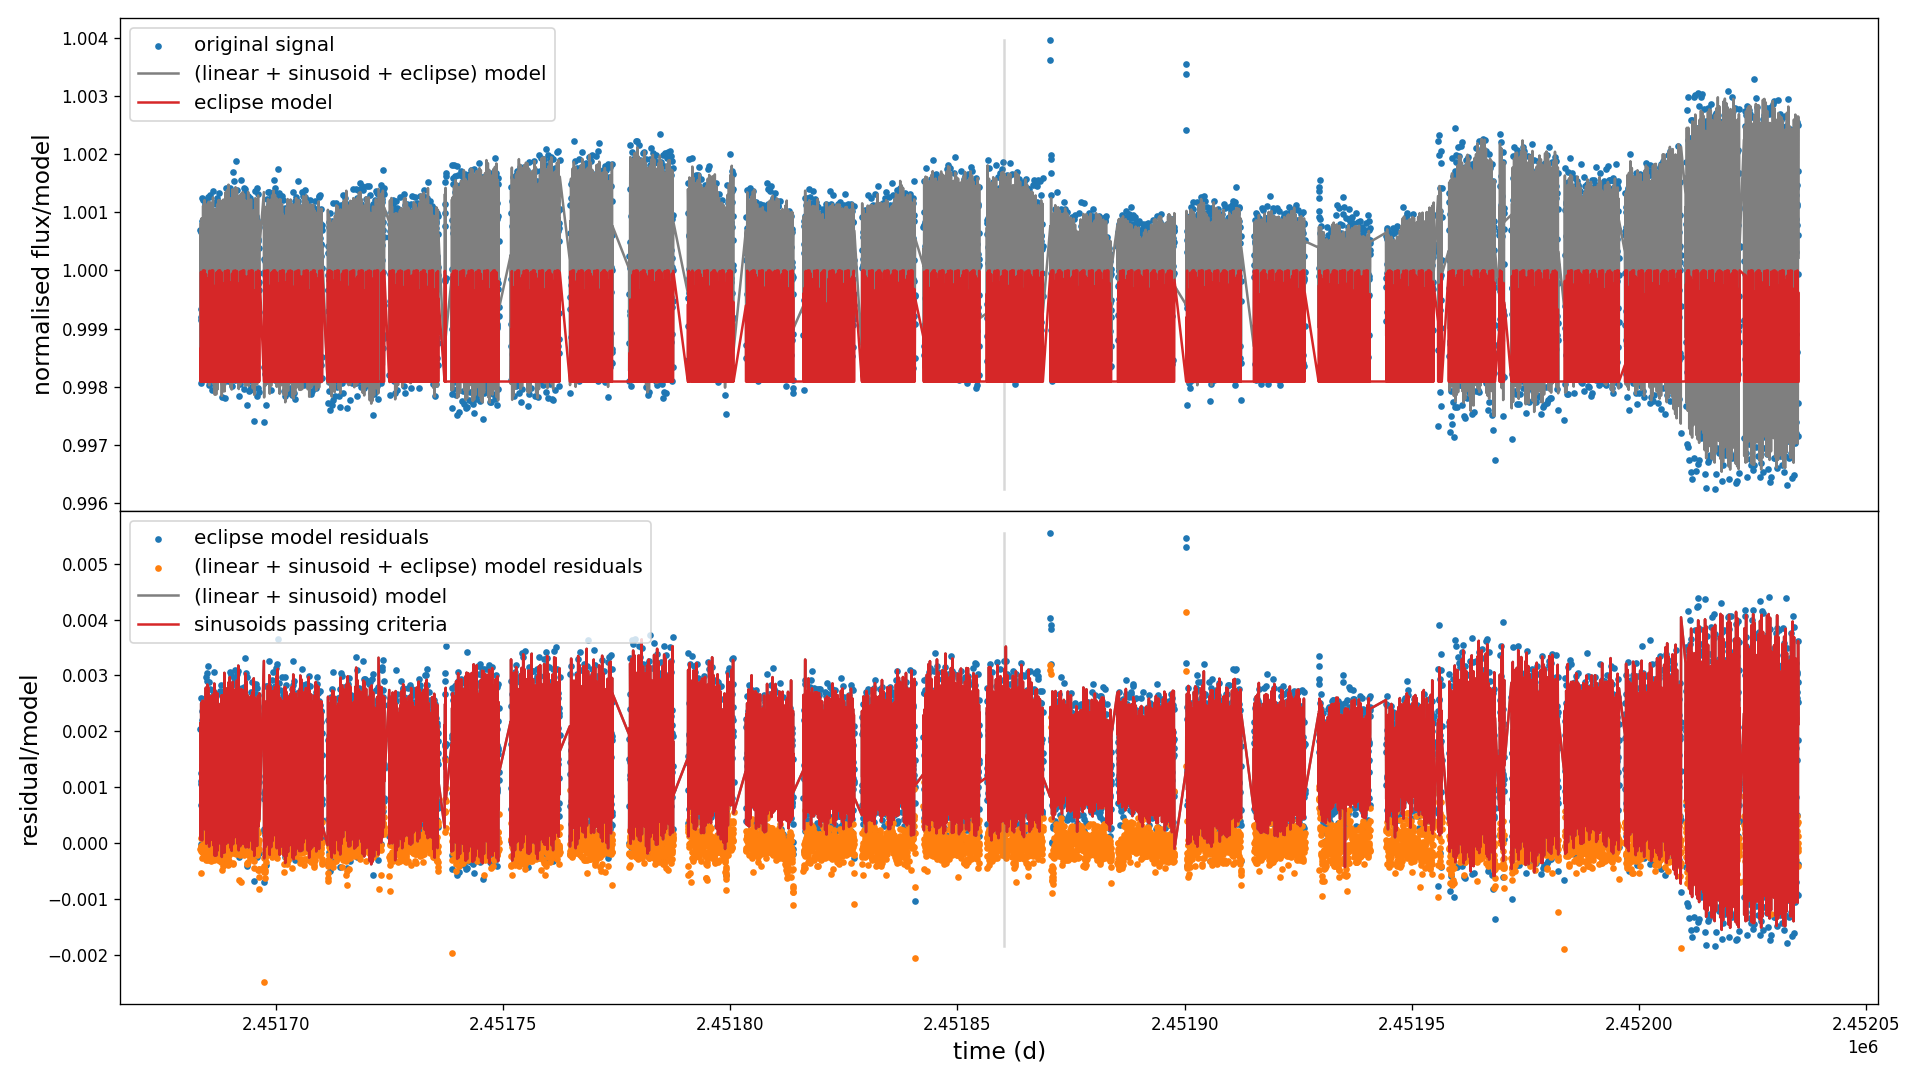 1.004
1.003
1.002
1.001
1.000
0.999
0.998
0.997
0.996
normalised flux/model
original signal
(linear + sinusoid + eclipse) model
eclipse model
0.005
0.004
0.003
0.002
0.001
0.000
−0.001
−0.002
residual/model
eclipse model residuals
(linear + sinusoid + eclipse) model residuals
(linear + sinusoid) model
sinusoids passing criteria
2.45170 2.45175 2.45180 2.45185 2.45190 2.45195 2.45200 2.45205
1e6
time (d)